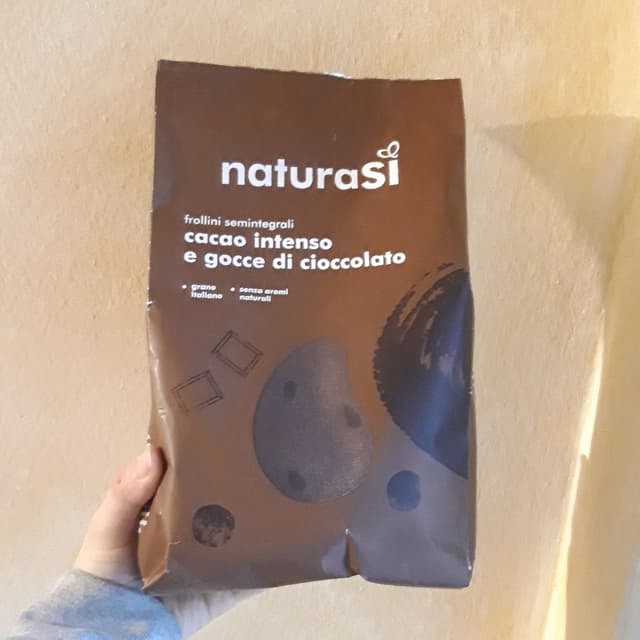 naturasì
frollini semintegrali
cacao intenso
e gocce di cioccolato
• grano
italiano
• senza aromi
naturali